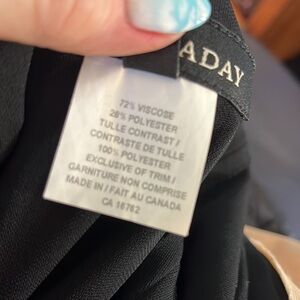 ADAY
72% VISCOSE
28% POLYESTER
TULLE CONTRAST /
CONTRASTE DE TULLE
100% POLYESTER
EXCLUSIVE OF TRIM /
GARNITURE NON COMPRISE
MADE IN / FAIT AU CANADA
CA 16762